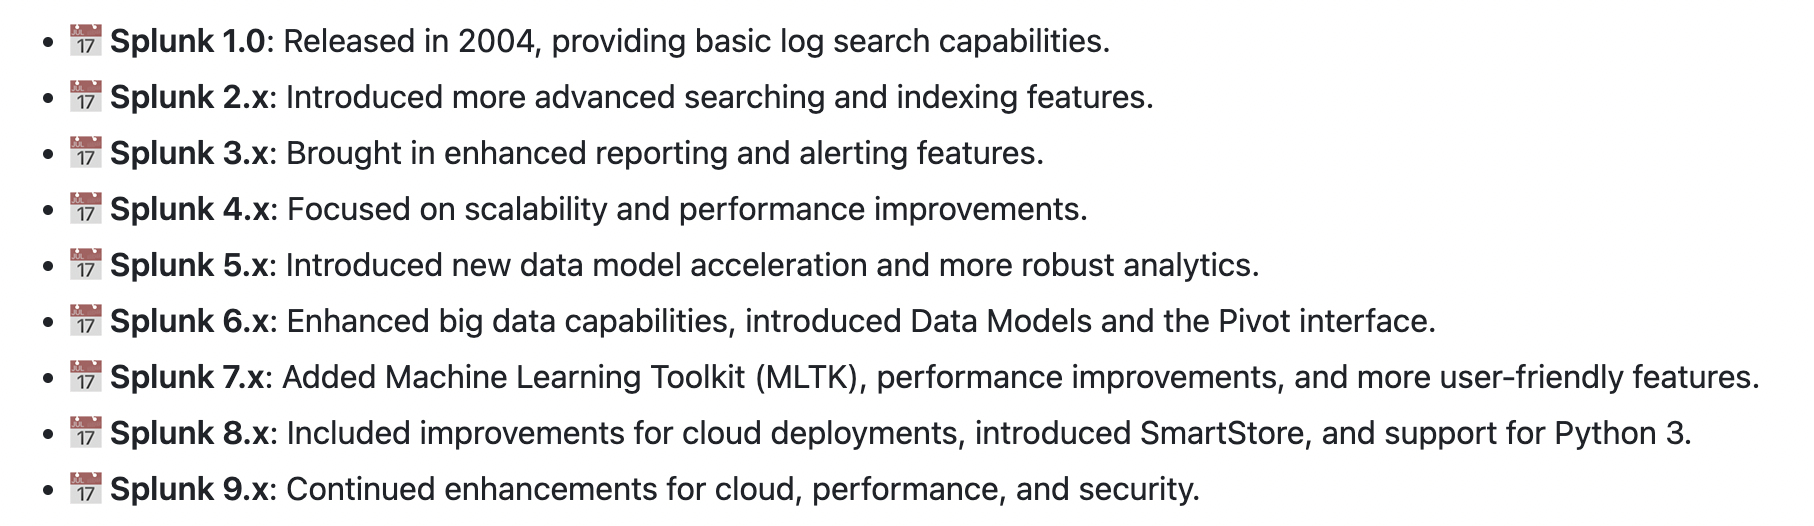 • 📅 Splunk 1.0: Released in 2004, providing basic log search capabilities.
• 📅 Splunk 2.x: Introduced more advanced searching and indexing features.
• 📅 Splunk 3.x: Brought in enhanced reporting and alerting features.
• 📅 Splunk 4.x: Focused on scalability and performance improvements.
• 📅 Splunk 5.x: Introduced new data model acceleration and more robust analytics.
• 📅 Splunk 6.x: Enhanced big data capabilities, introduced Data Models and the Pivot interface.
• 📅 Splunk 7.x: Added Machine Learning Toolkit (MLTK), performance improvements, and more user-friendly features.
• 📅 Splunk 8.x: Included improvements for cloud deployments, introduced SmartStore, and support for Python 3.
• 📅 Splunk 9.x: Continued enhancements for cloud, performance, and security.